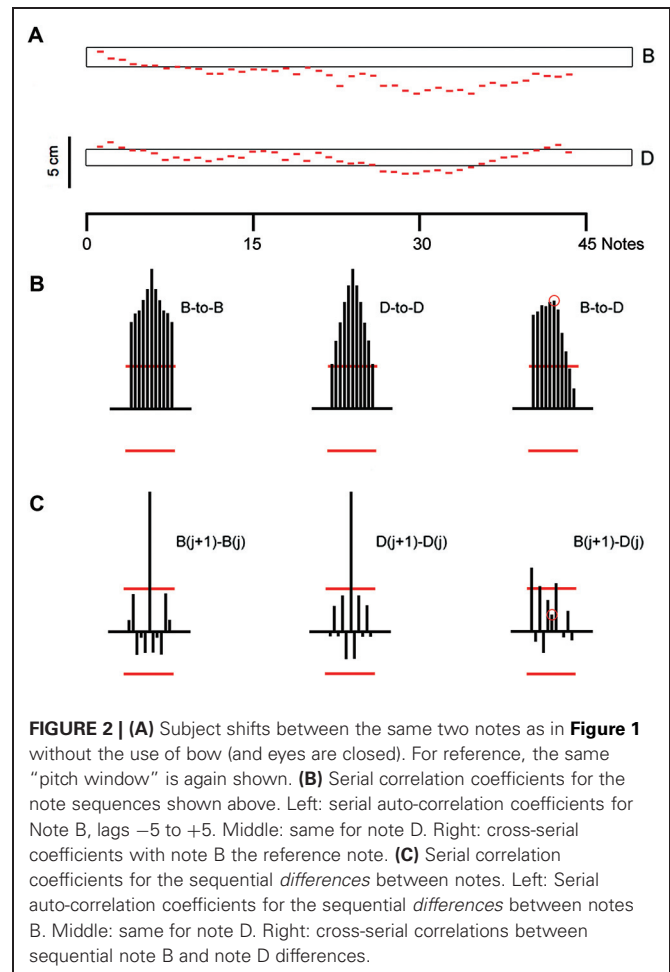 A
B
D
5 cm
0 15 30 45 Notes
B
B-to-B D-to-D B-to-D
C
B(j+1)-B(j) D(j+1)-D(j) B(j+1)-D(j)
FIGURE 2 | (A) Subject shifts between the same two notes as in Figure 1
without the use of bow (and eyes are closed). For reference, the same
“pitch window” is again shown. (B) Serial correlation coefficients for the
note sequences shown above. Left: serial auto-correlation coefficients for
Note B, lags −5 to +5. Middle: same for note D. Right: cross-serial
coefficients with note B the reference note. (C) Serial correlation
coefficients for the sequential differences between notes. Left: Serial
auto-correlation coefficients for the sequential differences between notes
B. Middle: same for note D. Right: cross-serial correlations between
sequential note B and note D differences.